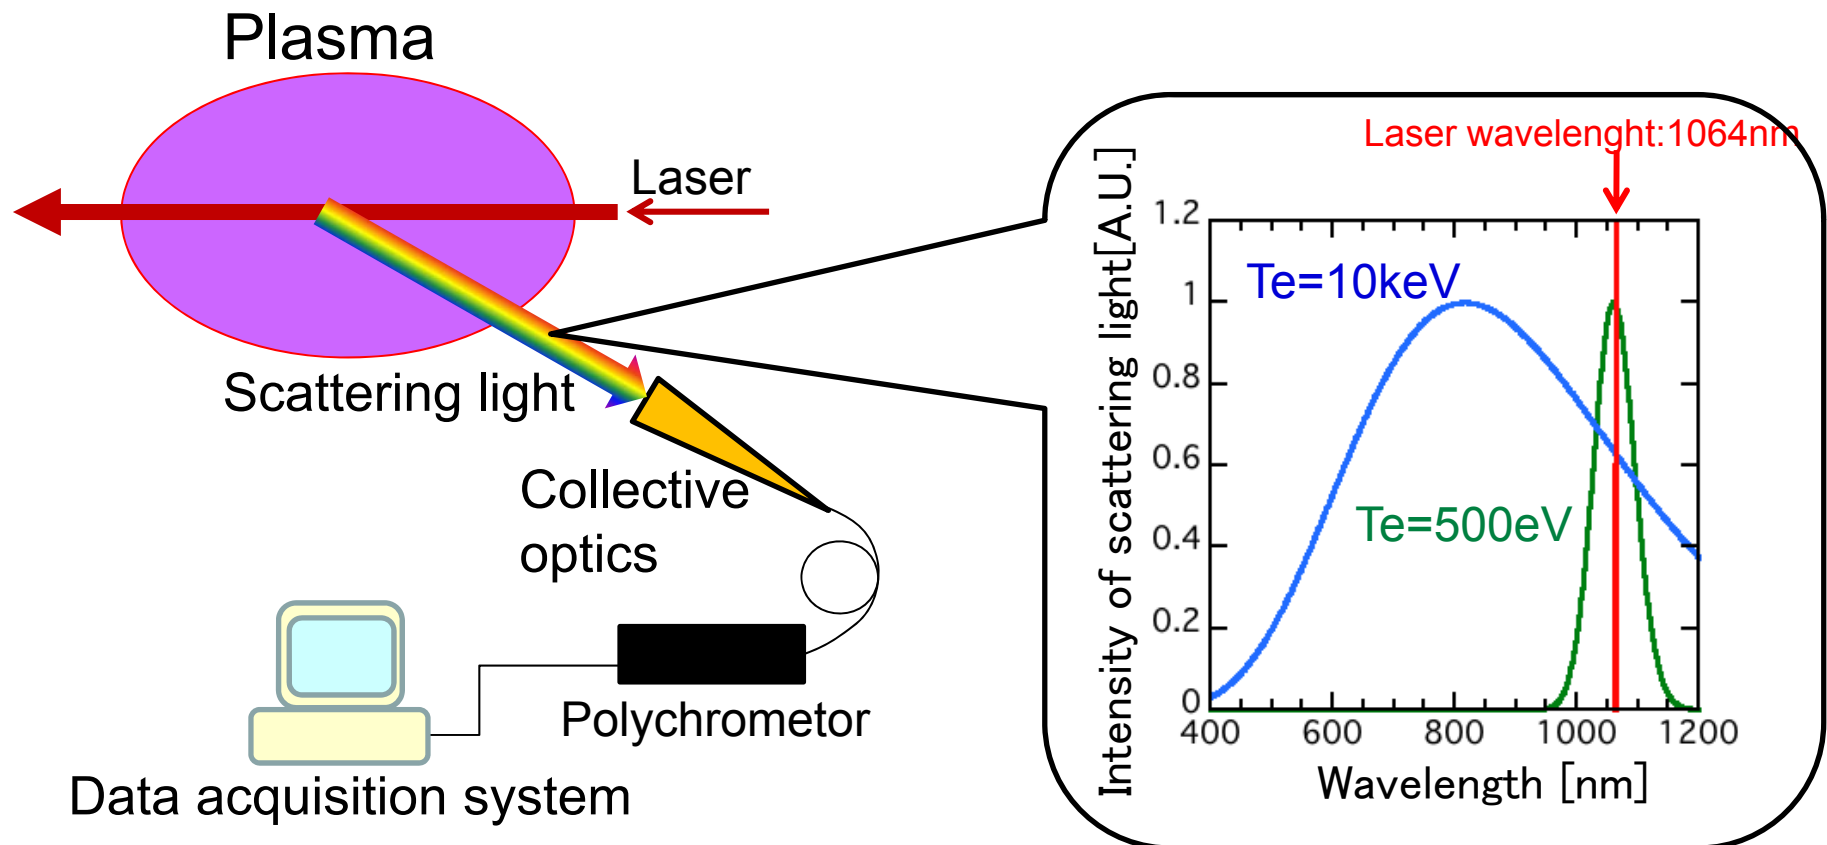 Plasma
Laser
Scattering light
Collective
optics
Polychrometor
Data acquisition system
Laser wavelenght:1064nm
Intensity of scattering light[A.U.]
1.2
1
0.8
0.6
0.4
0.2
0
Te=10keV
Te=500eV
400 600 800 1000 1200
Wavelength [nm]